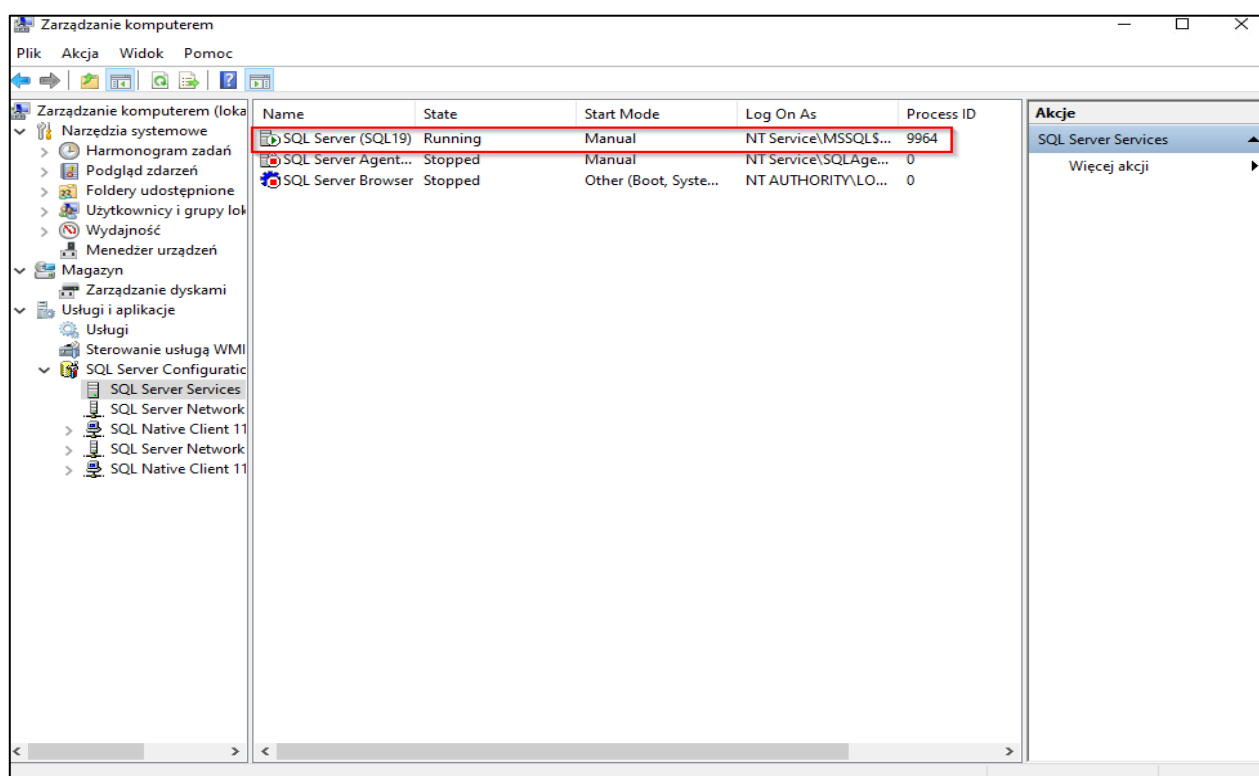 Zarządzanie komputerem
Plik Akcja Widok Pomoc
Zarządzanie komputerem (loka
Narzędzia systemowe
Harmonogram zadań
Podgląd zdarzeń
Foldery udostępnione
Użytkownicy i grupy lok
Wydajność
Menedżer urządzeń
Magazyn
Zarządzanie dyskami
Usługi i aplikacje
Usługi
Sterowanie usługą WMI
SQL Server Configuratic
SQL Server Services
SQL Server Network
SQL Native Client 11
SQL Server Network
SQL Native Client 11
Name State Start Mode Log On As Process ID
SQL Server (SQL19) Running Manual NT Service\MSSQL$... 9964
SQL Server Agent... Stopped Manual NT Service\SQLAge... 0
SQL Server Browser Stopped Other (Boot, Syste... NT AUTHORITY\LO... 0
Akcje
SQL Server Services
Więcej akcji